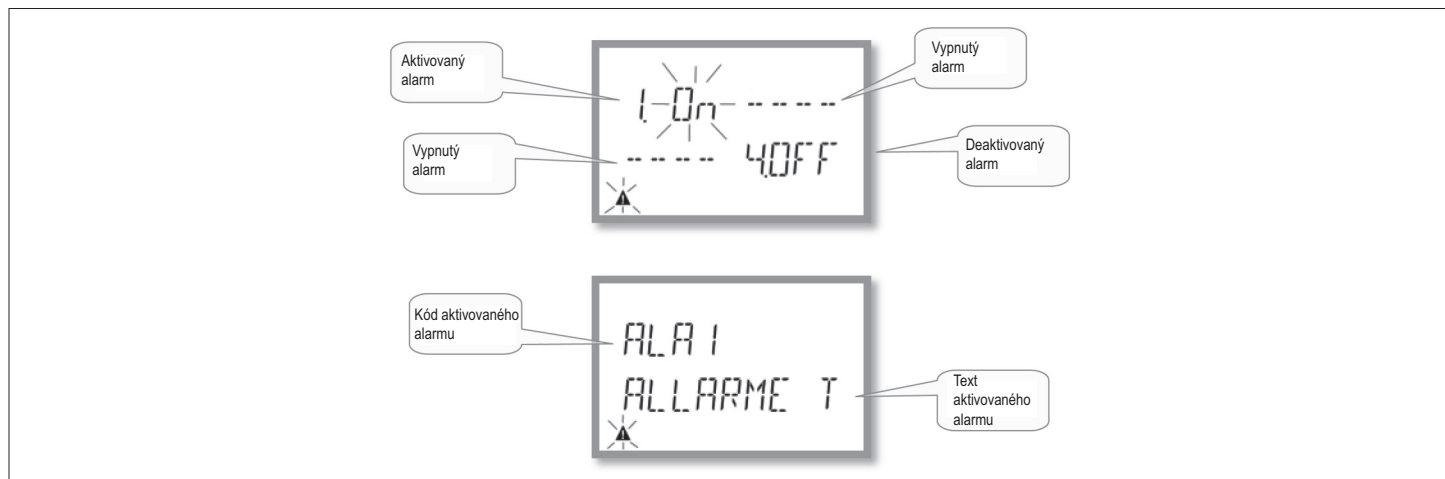 Aktivovaný
alarm
Vypnutý
alarm
1. On ----
Vypnutý
alarm
---- 4.OFF
Deaktivovaný
alarm
Kód aktivovaného
alarmu
ALA1
ALLARME T
Text
aktivovaného
alarmu